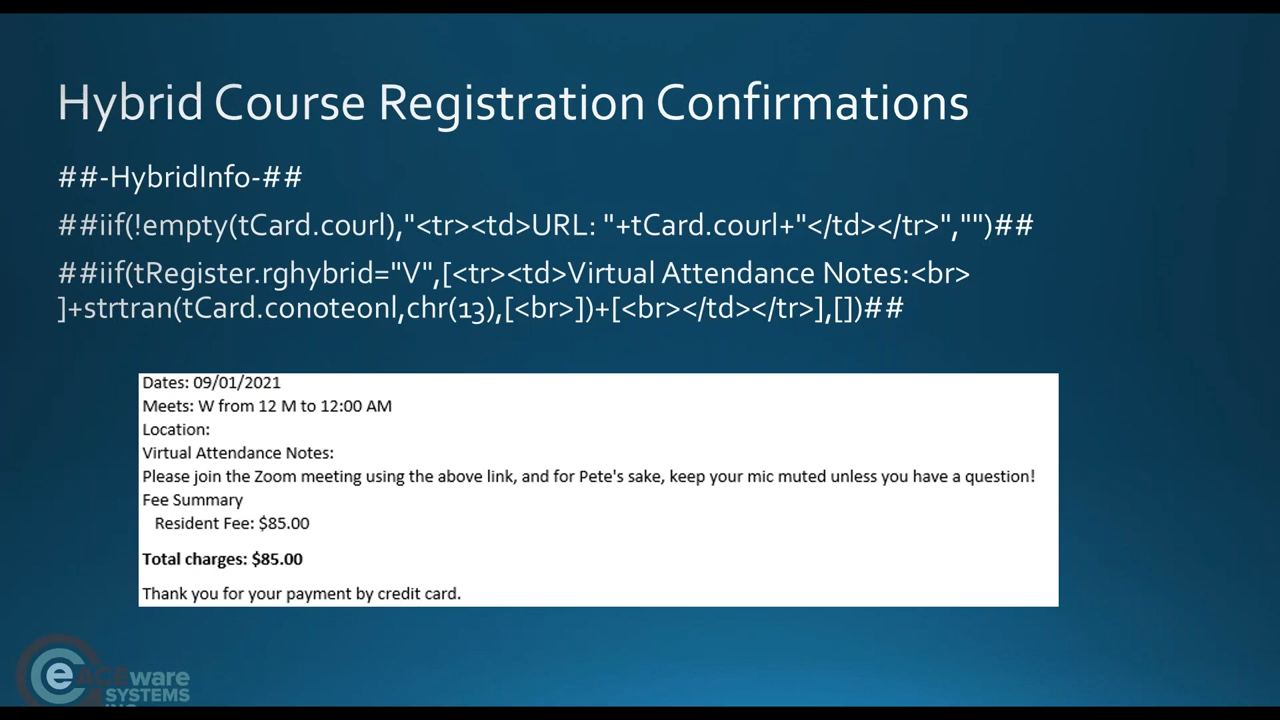 Hybrid Course Registration Confirmations
##-HybridInfo-##
##iif(!empty(tCard.courl),"<tr><td>URL: "+tCard.courl+"</td></tr>","")##
##iif(tRegister.rghybrid="V",[<tr><td>Virtual Attendance Notes:<br>
]+strtran(tCard.conoteonl,chr(13),[<br>])+[<br></td></tr>],[])##
Dates: 09/01/2021
Meets: W from 12 M to 12:00 AM
Location:
Virtual Attendance Notes:
Please join the Zoom meeting using the above link, and for Pete's sake, keep your mic muted unless you have a question!
Fee Summary
Resident Fee: $85.00
Total charges: $85.00
Thank you for your payment by credit card.
e ACEware
SYSTEMS
INC